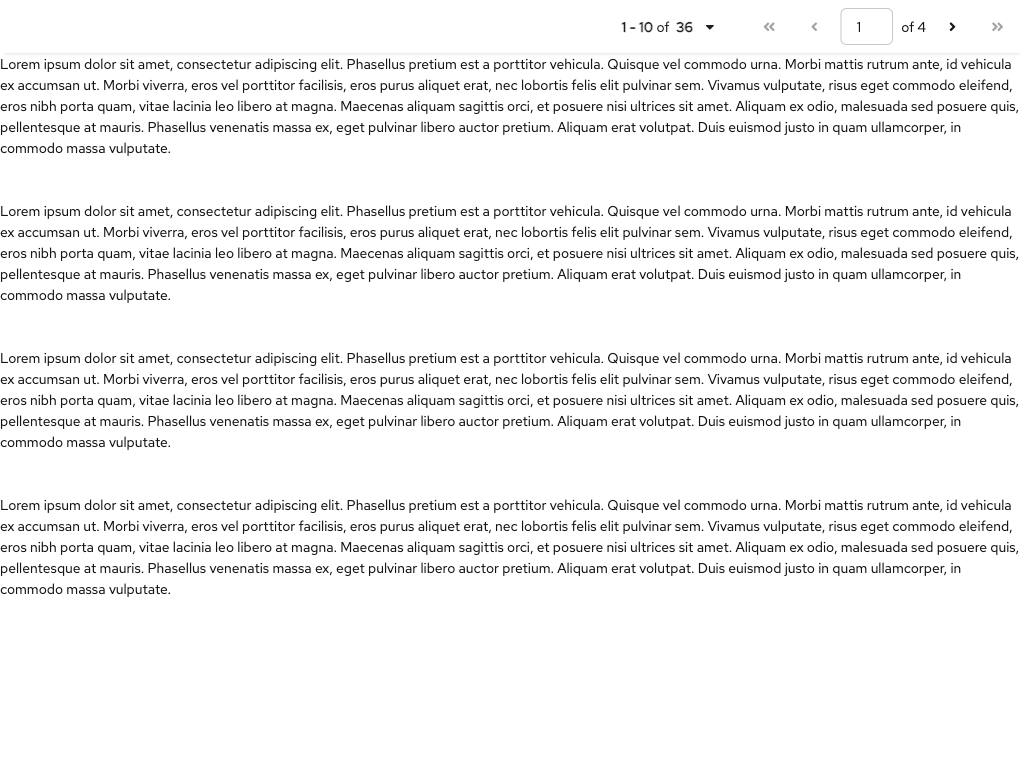 1 - 10 of 36 1 of 4
Lorem ipsum dolor sit amet, consectetur adipiscing elit. Phasellus pretium est a porttitor vehicula. Quisque vel commodo urna. Morbi mattis rutrum ante, id vehicula
ex accumsan ut. Morbi viverra, eros vel porttitor facilisis, eros purus aliquet erat, nec lobortis felis elit pulvinar sem. Vivamus vulputate, risus eget commodo eleifend,
eros nibh porta quam, vitae lacinia leo libero at magna. Maecenas aliquam sagittis orci, et posuere nisi ultrices sit amet. Aliquam ex odio, malesuada sed posuere quis,
pellentesque at mauris. Phasellus venenatis massa ex, eget pulvinar libero auctor pretium. Aliquam erat volutpat. Duis euismod justo in quam ullamcorper, in
commodo massa vulputate.
Lorem ipsum dolor sit amet, consectetur adipiscing elit. Phasellus pretium est a porttitor vehicula. Quisque vel commodo urna. Morbi mattis rutrum ante, id vehicula
ex accumsan ut. Morbi viverra, eros vel porttitor facilisis, eros purus aliquet erat, nec lobortis felis elit pulvinar sem. Vivamus vulputate, risus eget commodo eleifend,
eros nibh porta quam, vitae lacinia leo libero at magna. Maecenas aliquam sagittis orci, et posuere nisi ultrices sit amet. Aliquam ex odio, malesuada sed posuere quis,
pellentesque at mauris. Phasellus venenatis massa ex, eget pulvinar libero auctor pretium. Aliquam erat volutpat. Duis euismod justo in quam ullamcorper, in
commodo massa vulputate.
Lorem ipsum dolor sit amet, consectetur adipiscing elit. Phasellus pretium est a porttitor vehicula. Quisque vel commodo urna. Morbi mattis rutrum ante, id vehicula
ex accumsan ut. Morbi viverra, eros vel porttitor facilisis, eros purus aliquet erat, nec lobortis felis elit pulvinar sem. Vivamus vulputate, risus eget commodo eleifend,
eros nibh porta quam, vitae lacinia leo libero at magna. Maecenas aliquam sagittis orci, et posuere nisi ultrices sit amet. Aliquam ex odio, malesuada sed posuere quis,
pellentesque at mauris. Phasellus venenatis massa ex, eget pulvinar libero auctor pretium. Aliquam erat volutpat. Duis euismod justo in quam ullamcorper, in
commodo massa vulputate.
Lorem ipsum dolor sit amet, consectetur adipiscing elit. Phasellus pretium est a porttitor vehicula. Quisque vel commodo urna. Morbi mattis rutrum ante, id vehicula
ex accumsan ut. Morbi viverra, eros vel porttitor facilisis, eros purus aliquet erat, nec lobortis felis elit pulvinar sem. Vivamus vulputate, risus eget commodo eleifend,
eros nibh porta quam, vitae lacinia leo libero at magna. Maecenas aliquam sagittis orci, et posuere nisi ultrices sit amet. Aliquam ex odio, malesuada sed posuere quis,
pellentesque at mauris. Phasellus venenatis massa ex, eget pulvinar libero auctor pretium. Aliquam erat volutpat. Duis euismod justo in quam ullamcorper, in
commodo massa vulputate.